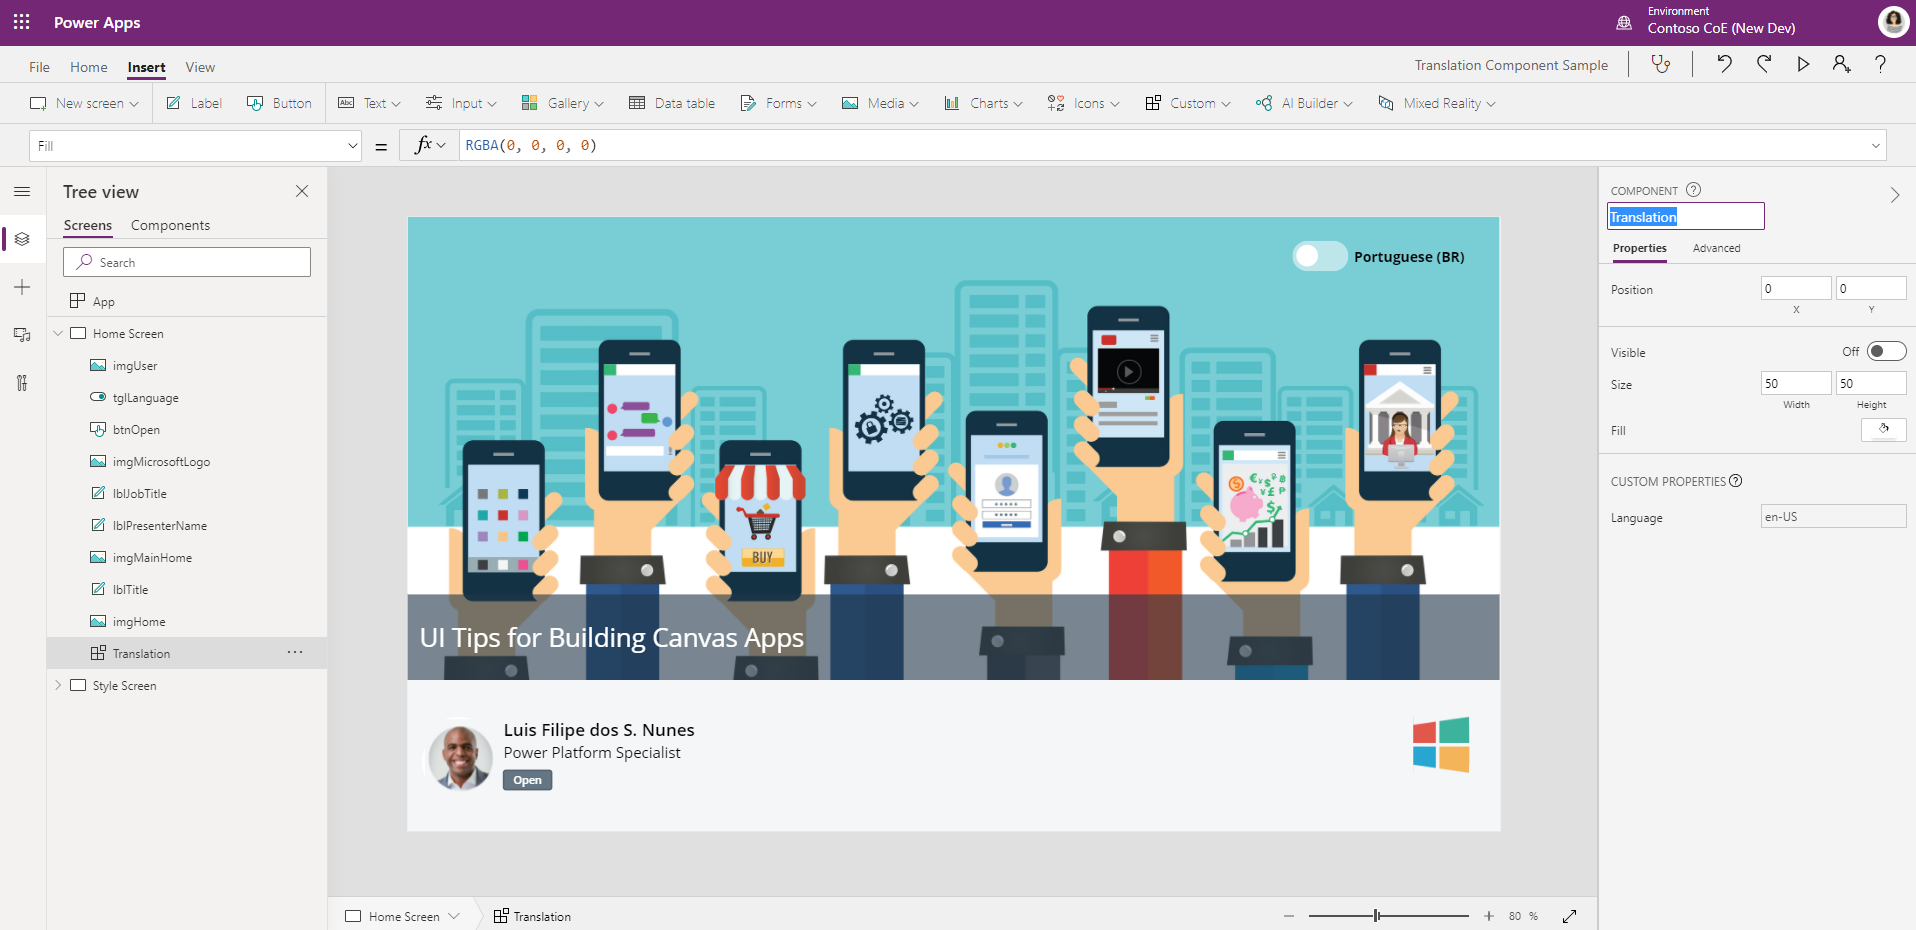 Power Apps
Environment
Contoso CoE (New Dev)
File Home Insert View
Translation Component Sample
New screen Label Button Text Input Gallery Data table Forms Media Charts Icons Custom AI Builder Mixed Reality
Fill = fx RGBA(0, 0, 0, 0)
Tree view
Screens Components
Search
App
Home Screen
imgUser
tglLanguage
btnOpen
imgMicrosoftLogo
lblJobTitle
lblPresenterName
imgMainHome
lblTitle
imgHome
Translation ...
Style Screen
Portuguese (BR)
BUY
UI Tips for Building Canvas Apps
Luis Filipe dos S. Nunes
Power Platform Specialist
Open
COMPONENT
Translation
Properties Advanced
Position 0 0
X Y
Visible Off
Size 50 50
Width Height
Fill
CUSTOM PROPERTIES
Language en-US
Home Screen Translation
80 %